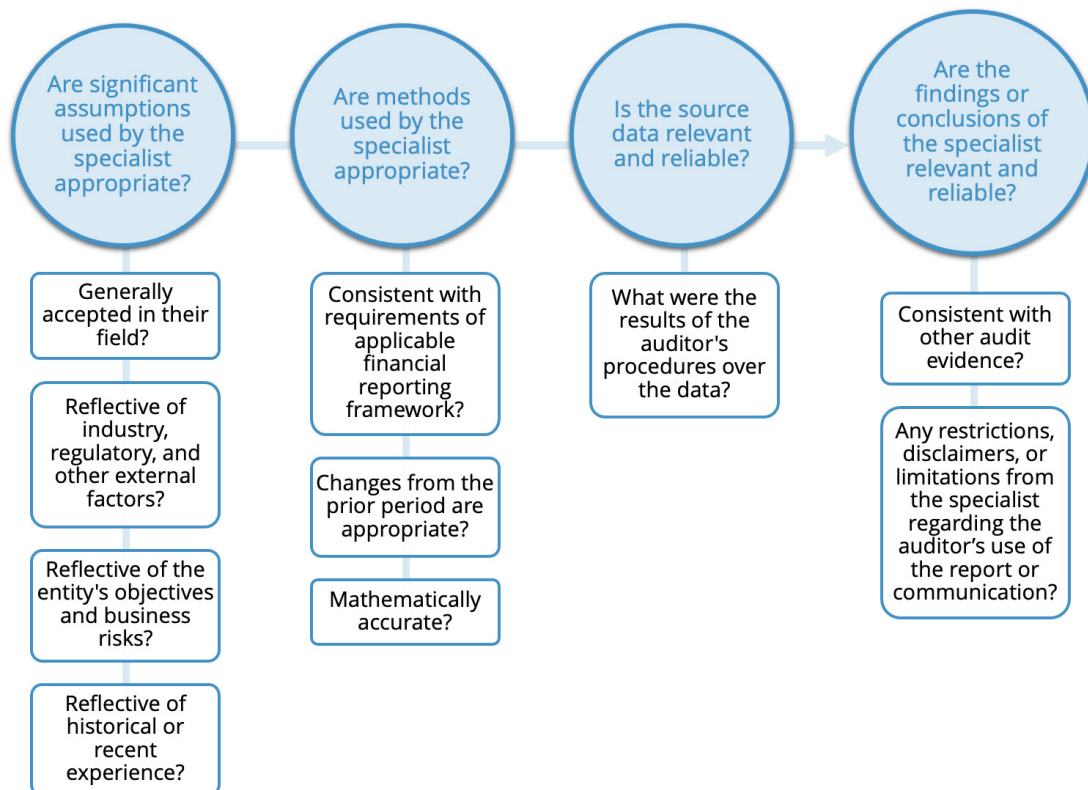 Are significant
assumptions
used by the
specialist
appropriate?
Are methods
used by the
specialist
appropriate?
Is the source
data relevant
and reliable?
Are the
findings or
conclusions of
the specialist
relevant and
reliable?
Generally
accepted in their
field?
Reflective of
industry,
regulatory, and
other external
factors?
Reflective of the
entity's objectives
and business
risks?
Reflective of
historical or
recent
experience?
Consistent with
requirements of
applicable
financial
reporting
framework?
Changes from the
prior period are
appropriate?
Mathematically
accurate?
What were the
results of the
auditor's
procedures over
the data?
Consistent with
other audit
evidence?
Any restrictions,
disclaimers, or
limitations from
the specialist
regarding the
auditor’s use of
the report or
communication?